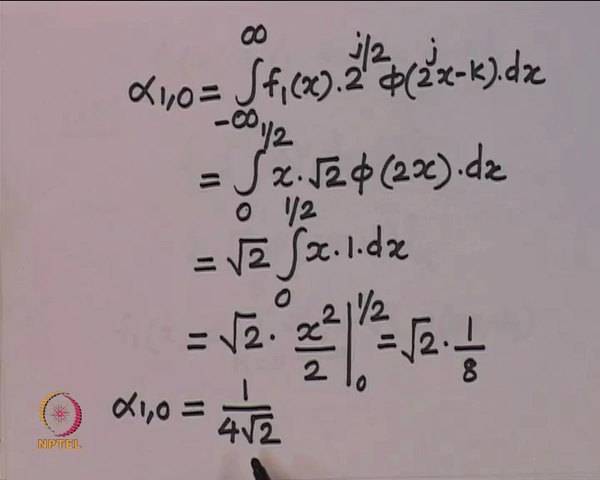 α1,0 = ∫_{-∞}^{∞} f1(x)·2^{j/2} ϕ(2^j x-k)·dx
= ∫_0^{1/2} x·√2 ϕ(2x)·dx
= √2 ∫_0^{1/2} x·1·dx
= √2 · x²/2 |_0^{1/2} = √2 · 1/8
α1,0 = 1/4√2
NPTEL